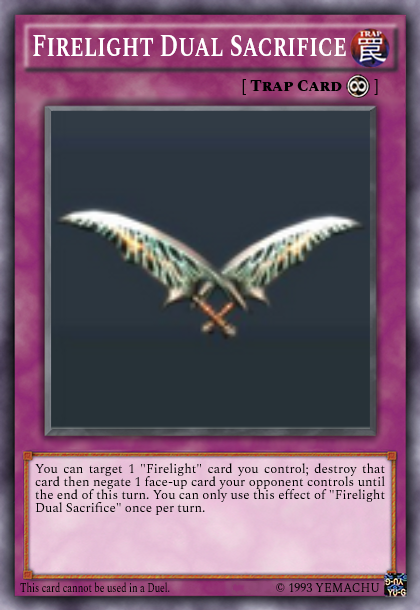 FIRELIGHT DUAL SACRIFICE
TRAP
罠
[ TRAP CARD ]
You can target 1 "Firelight" card you control; destroy that
card then negate 1 face-up card your opponent controls until
the end of this turn. You can only use this effect of "Firelight
Dual Sacrifice" once per turn.
This card cannot be used in a Duel.
© 1993 YEMACHU